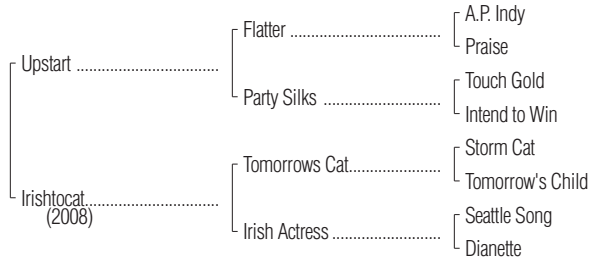 A.P. Indy
Flatter ........................................
Praise
Upstart ......................................
Touch Gold
Party Silks ...............................
Intend to Win
Storm Cat
Tomorrows Cat........................
Tomorrow's Child
Irishtocat....................................
(2008)
Seattle Song
Irish Actress .............................
Dianette